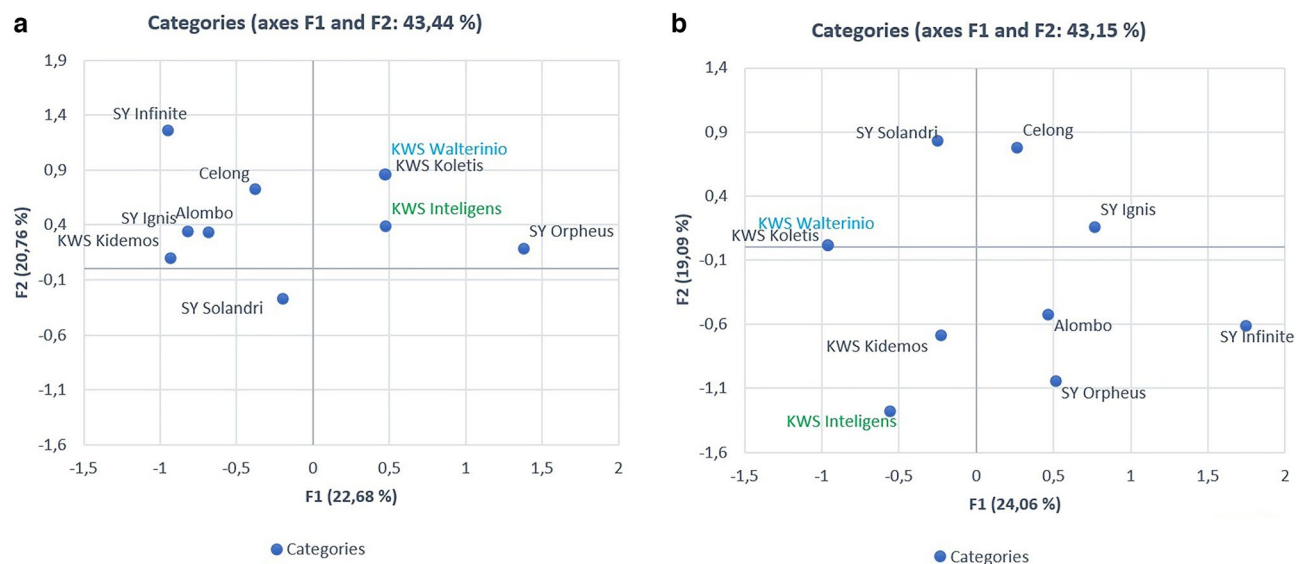 a
Categories (axes F1 and F2: 43,44 %)
1,9
1,4
0,9
0,4
-0,1
-0,6
-1,1
-1,6
F2 (20,76 %)
SY Infinite
KWS Walterinio
KWS Koletis
Celong
KWS Inteligens
SY Ignis
Alombo
SY Orpheus
KWS Kidemos
SY Solandri
-1,5
-1
-0,5
0
0,5
1
1,5
2
F1 (22,68 %)
Categories
b
Categories (axes F1 and F2: 43,15 %)
1,4
0,9
0,4
-0,1
-0,6
-1,1
-1,6
F2 (19,09 %)
SY Solandri
Celong
SY Ignis
KWS Walterinio
KWS Koletis
Alombo
SY Infinite
KWS Kidemos
SY Orpheus
KWS Inteligens
-1,5
-1
-0,5
0
0,5
1
1,5
2
F1 (24,06 %)
Categories